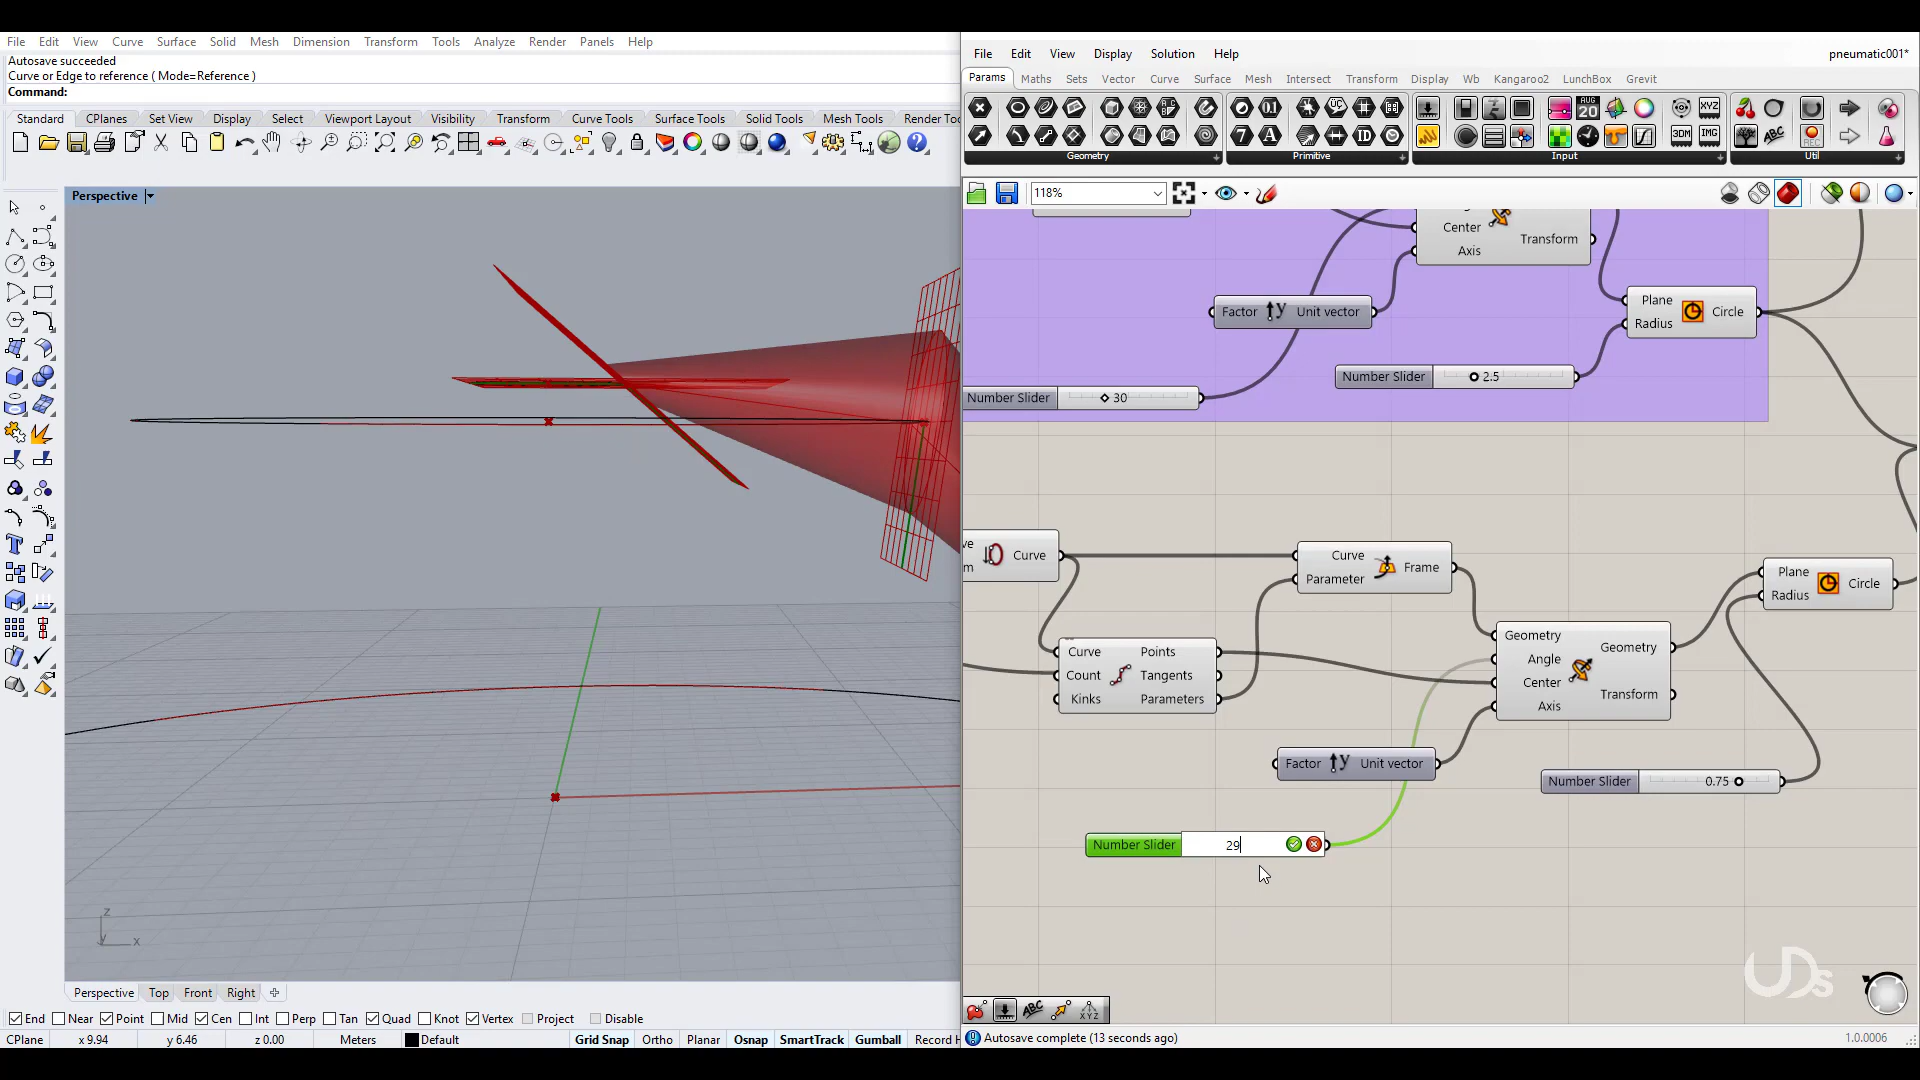 File Edit View Curve Surface Solid Mesh Dimension Transform Tools Analyze Render Panels Help
Autosave succeeded
Curve or Edge to reference ( Mode=Reference )
Command:
Standard CPlanes Set View Display Select Viewport Layout Visibility Transform Curve Tools Surface Tools Solid Tools Mesh Tools Render Too
Perspective
z
y
x
Perspective Top Front Right
End Near Point Mid Cen Int Perp Tan Quad Knot Vertex Project Disable
CPlane x 9.94 y 6.46 z 0.00 Meters Default Grid Snap Ortho Planar Osnap SmartTrack Gumball Record H
File Edit View Display Solution Help pneumatic001*
Params Maths Sets Vector Curve Surface Mesh Intersect Transform Display Wb Kangaroo2 LunchBox Grevit
Geometry Primitive Input Util
118%
Center
Axis
Transform
Factor y Unit vector
Plane
Radius
Circle
Number Slider 2.5
Number Slider 30
ve
m
Curve
Curve
Parameter
Frame
Plane
Radius
Circle
Curve
Count
Kinks
Points
Tangents
Parameters
Geometry
Angle
Center
Axis
Geometry
Transform
Factor y Unit vector
Number Slider 0.75
Number Slider 29
UDs
Autosave complete (13 seconds ago)
1.0.0006